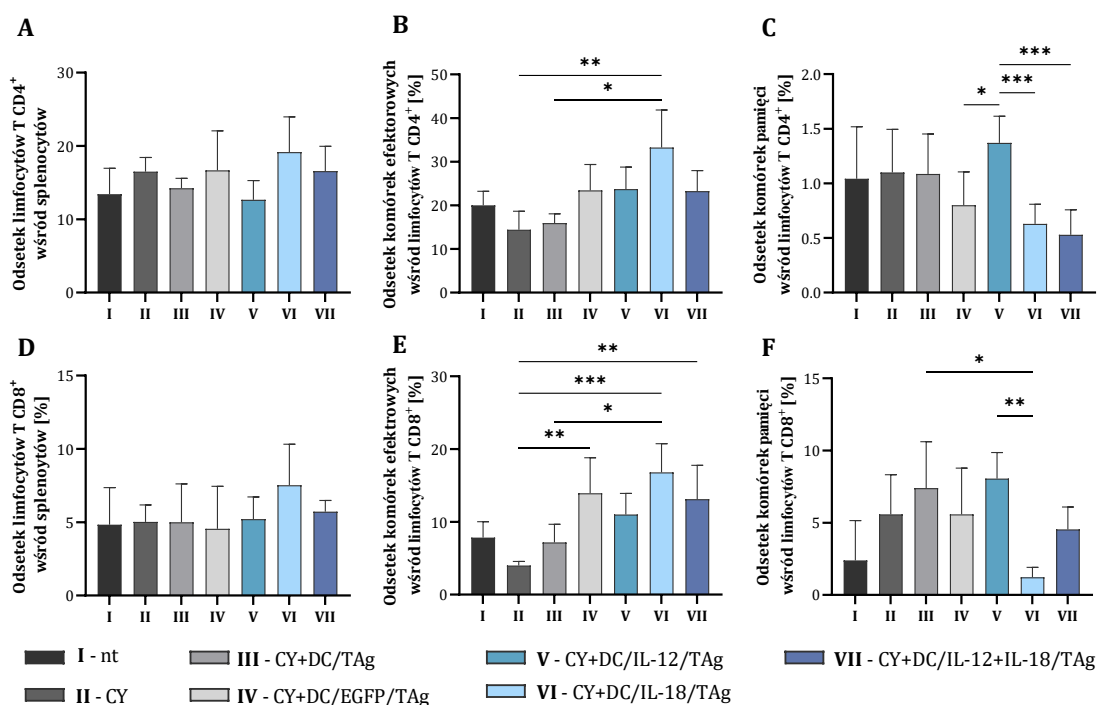 A
Odsetek limfocytów T CD4⁺
wśród splenocytów
30
20
10
0
I II III IV V VI VII
B
Odsetek komórek efektorowych
wśród limfocytów T CD4⁺ [%]
50
40
30
20
10
0
**
*
I II III IV V VI VII
C
Odsetek komórek pamięci
wśród limfocytów T CD4⁺ [%]
2.0
1.5
1.0
0.5
0.0
***
* ***
I II III IV V VI VII
D
Odsetek limfocytów T CD8⁺
wśród splenoytów [%]
15
10
5
0
I II III IV V VI VII
E
Odsetek komórek efektrowych
wśród limfocytów T CD8⁺ [%]
30
20
10
0
**
***
*
**
I II III IV V VI VII
F
Odsetek komórek pamięci
wśród limfocytów T CD8⁺ [%]
15
10
5
0
*
**
I II III IV V VI VII
I - nt
II - CY
III - CY+DC/TAg
IV - CY+DC/EGFP/TAg
V - CY+DC/IL-12/TAg
VI - CY+DC/IL-18/TAg
VII - CY+DC/IL-12+IL-18/TAg